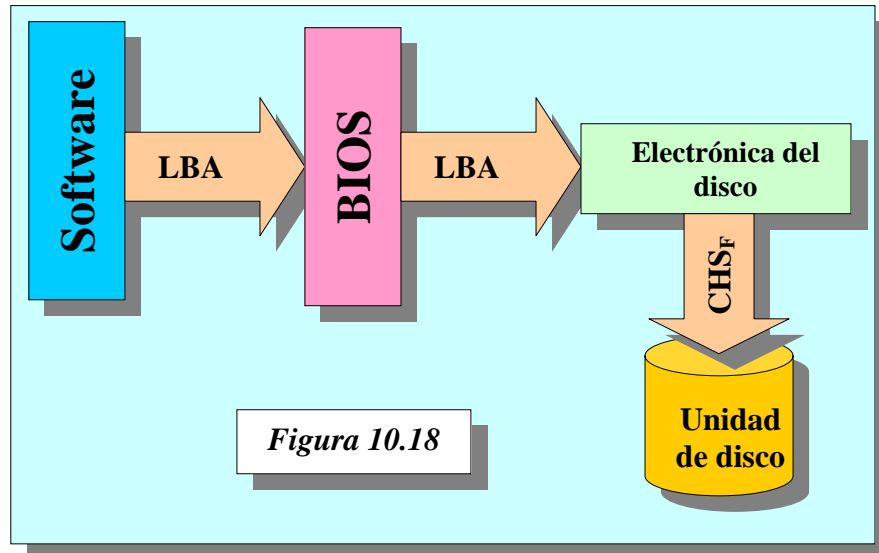 Software
LBA
BIOS
LBA
Electrónica del
disco
CHSF
Unidad
de disco
Figura 10.18